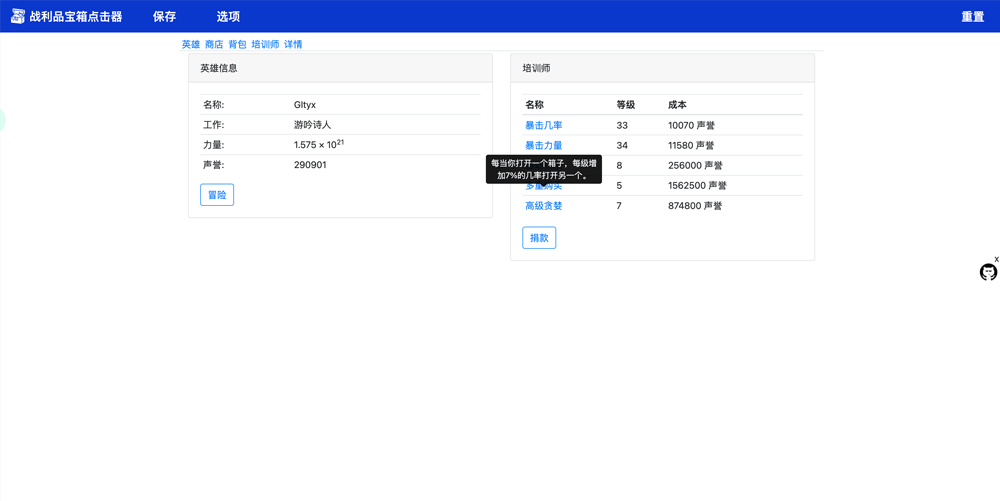 战利品宝箱点击器 保存 选项 重置
英雄 商店 背包 培训师 详情
英雄信息
名称: Gltyx
工作: 游吟诗人
力量: 1.575 × 10²¹
声誉: 290901
冒险
培训师
名称 等级 成本
暴击几率 33 10070 声誉
暴击力量 34 11580 声誉
每当你打开一个箱子，每级增
加7%的几率打开另一个。
8 256000 声誉
多重购买 5 1562500 声誉
高级贪婪 7 874800 声誉
捐款
x